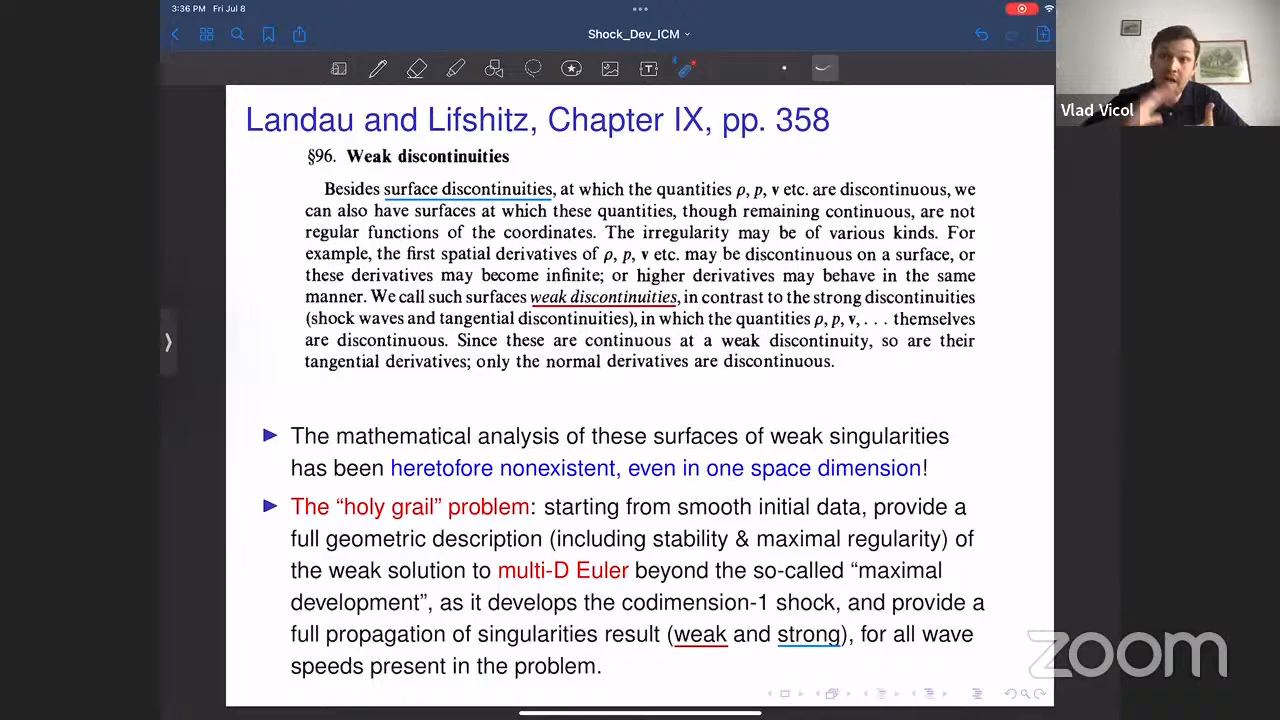 3:36 PM Fri Jul 8
Shock_Dev_ICM
Vlad Vicol
Landau and Lifshitz, Chapter IX, pp. 358
§96. Weak discontinuities
Besides surface discontinuities, at which the quantities ρ, p, v etc. are discontinuous, we
can also have surfaces at which these quantities, though remaining continuous, are not
regular functions of the coordinates. The irregularity may be of various kinds. For
example, the first spatial derivatives of ρ, p, v etc. may be discontinuous on a surface, or
these derivatives may become infinite; or higher derivatives may behave in the same
manner. We call such surfaces weak discontinuities, in contrast to the strong discontinuities
(shock waves and tangential discontinuities), in which the quantities ρ, p, v, . . . themselves
are discontinuous. Since these are continuous at a weak discontinuity, so are their
tangential derivatives; only the normal derivatives are discontinuous.
The mathematical analysis of these surfaces of weak singularities
has been heretofore nonexistent, even in one space dimension!
The “holy grail” problem: starting from smooth initial data, provide a
full geometric description (including stability & maximal regularity) of
the weak solution to multi-D Euler beyond the so-called “maximal
development”, as it develops the codimension-1 shock, and provide a
full propagation of singularities result (weak and strong), for all wave
speeds present in the problem.
zoom